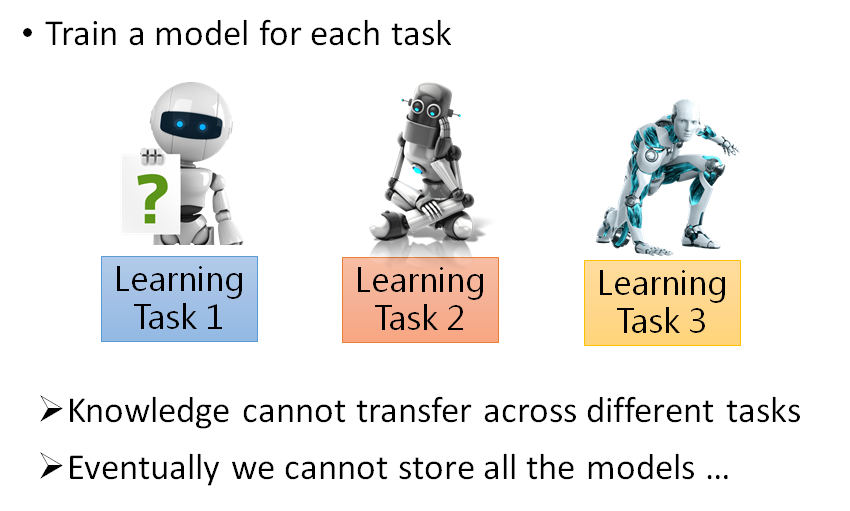 • Train a model for each task
?
Learning
Task 1
Learning
Task 2
Learning
Task 3
➢Knowledge cannot transfer across different tasks
➢Eventually we cannot store all the models …